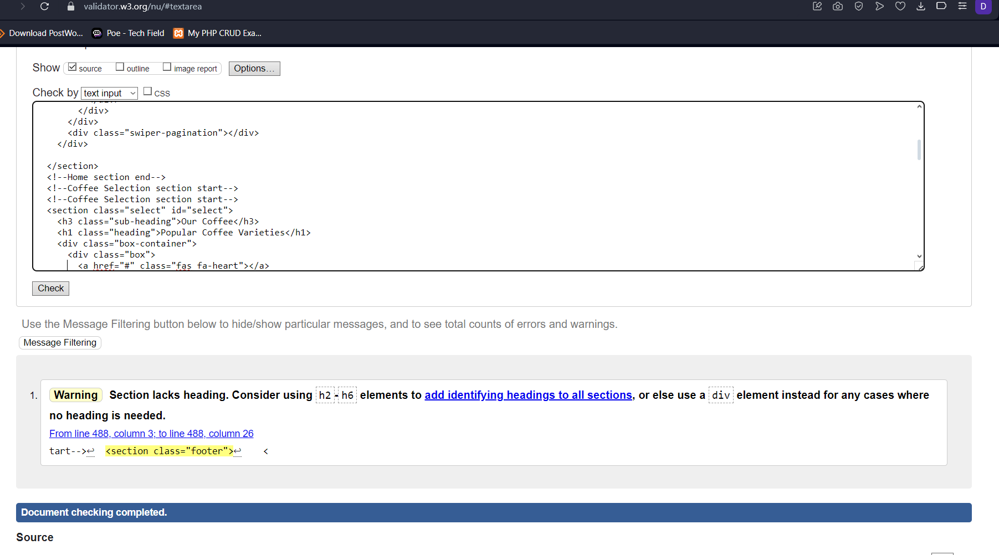 validator.w3.org/nu/#textarea
D
Download PostWo...
Poe - Tech Field
My PHP CRUD Exa...
Show
source
outline
image report
Options...
Check by
text input
CSS
</div>
</div>
<div class="swiper-pagination"></div>
</div>
</section>
<!--Home section end-->
<!--Coffee Selection section start-->
<!--Coffee Selection section start-->
<section class="select" id="select">
<h3 class="sub-heading">Our Coffee</h3>
<h1 class="heading">Popular Coffee Varieties</h1>
<div class="box-container">
<div class="box">
<a href="#" class="fas fa-heart"></a>
Check
Use the Message Filtering button below to hide/show particular messages, and to see total counts of errors and warnings.
Message Filtering
1. Warning Section lacks heading. Consider using h2-h6 elements to add identifying headings to all sections, or else use a div element instead for any cases where
no heading is needed.
From line 488, column 3; to line 488, column 26
tart-->↩ <section class="footer">↩ <
Document checking completed.
Source